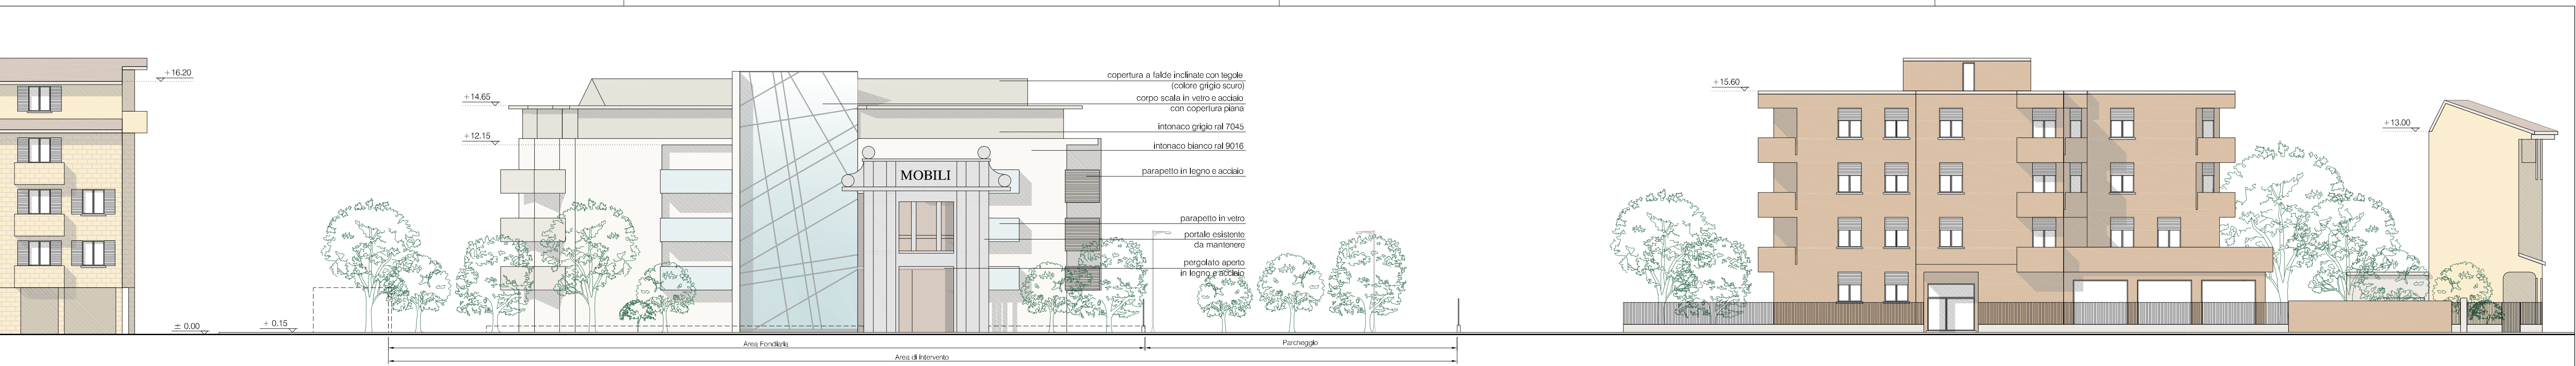 +16.20
± 0.00
+ 0.15
+14.65
+12.15
MOBILI
copertura a falde inclinate con tegole
(colore grigio scuro)
corpo scala in vetro e acciaio
con copertura piana
intonaco grigio ral 7045
intonaco bianco ral 9016
parapetto in legno e acciaio
parapetto in vetro
portale esistente
da mantenere
pergolato aperto
in legno e acciaio
Area Fondiaria
Parcheggio
Area di intervento
+15.60
+13.00